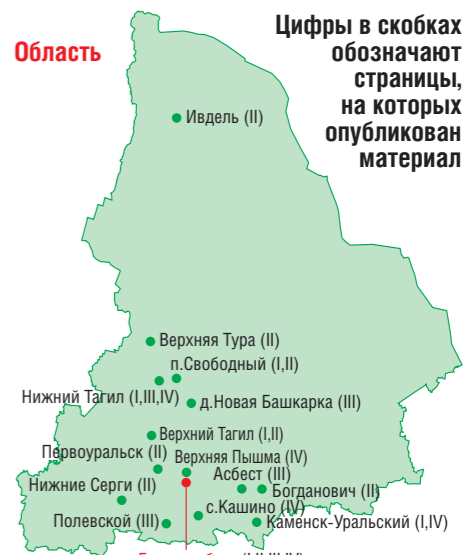 Область
Цифры в скобках
обозначают
страницы,
на которых
опубликован
материал
Ивдель (II)
Верхняя Тура (II)
п.Свободный (I,II)
Нижний Тагил (I,III,IV)
д.Новая Башкарка (III)
Верхний Тагил (I,II)
Первоуральск (II)
Верхняя Пышма (IV)
Асбест (III)
Нижние Серги (II)
Богданович (II)
с.Кашино (IV)
Полевской (III)
Каменск-Уральский (I,IV)